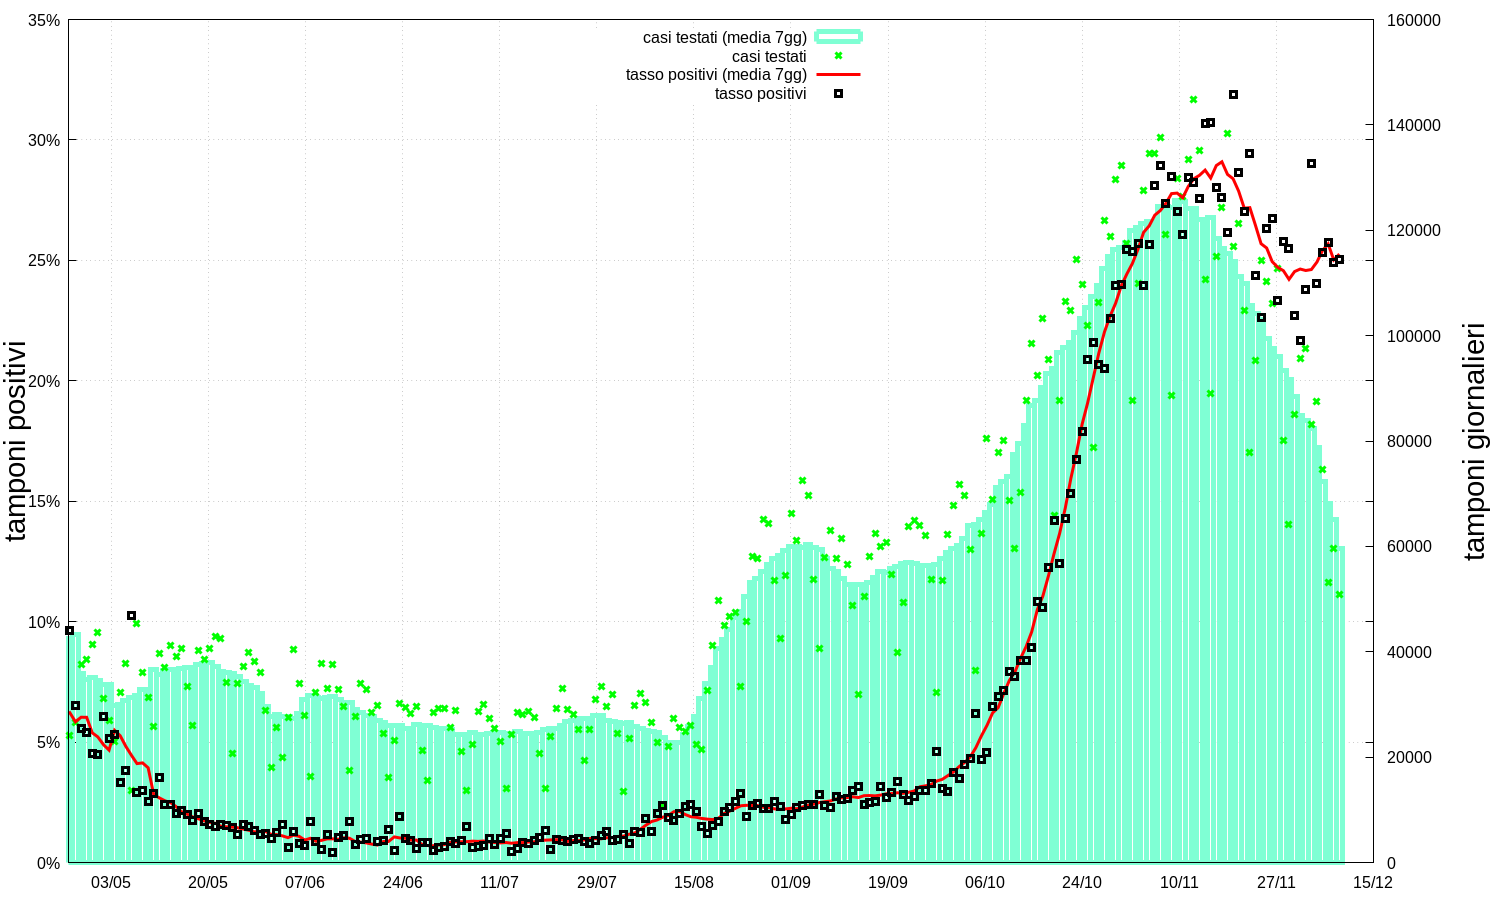 casi testati (media 7gg)
casi testati
tasso positivi (media 7gg)
tasso positivi
35%
30%
25%
20%
15%
10%
5%
0%
tamponi positivi
160000
140000
120000
100000
80000
60000
40000
20000
0
tamponi giornalieri
03/05 20/05 07/06 24/06 11/07 29/07 15/08 01/09 19/09 06/10 24/10 10/11 27/11 15/12